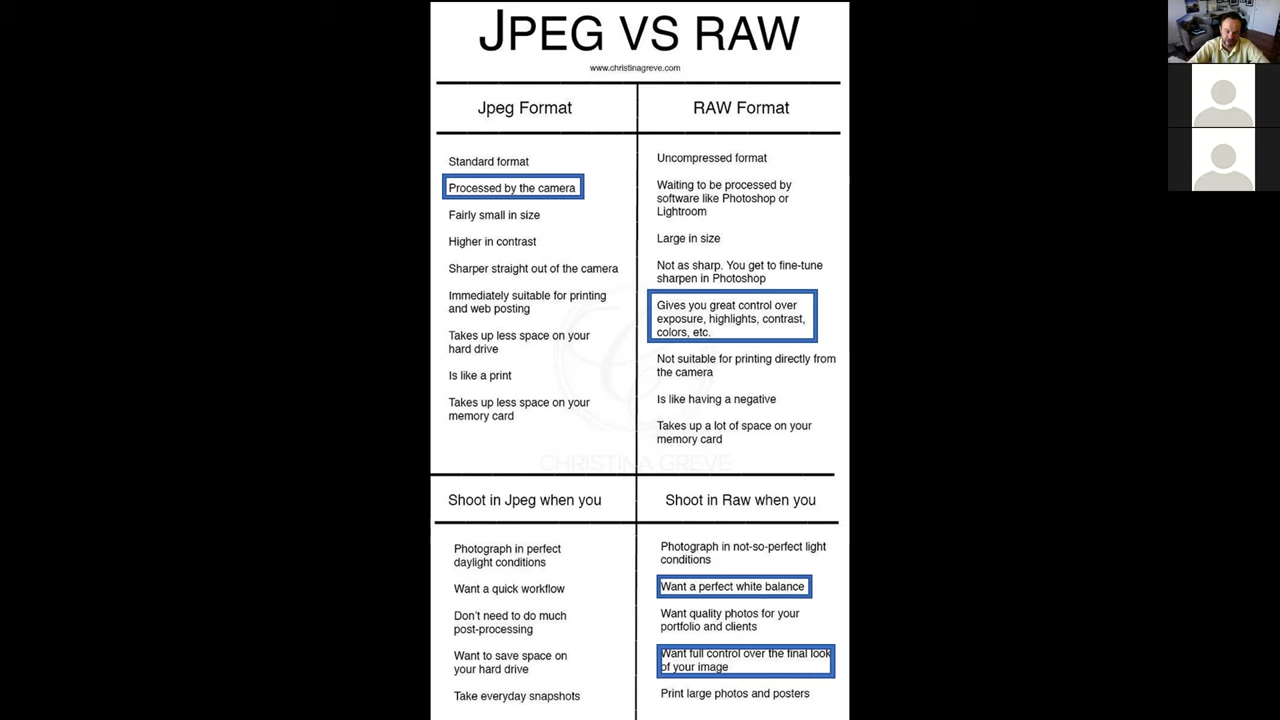 JPEG VS RAW
www.christinagreve.com
Jpeg Format
Standard format
Processed by the camera
Fairly small in size
Higher in contrast
Sharper straight out of the camera
Immediately suitable for printing
and web posting
Takes up less space on your
hard drive
Is like a print
Takes up less space on your
memory card
RAW Format
Uncompressed format
Waiting to be processed by
software like Photoshop or
Lightroom
Large in size
Not as sharp. You get to fine-tune
sharpen in Photoshop
Gives you great control over
exposure, highlights, contrast,
colors, etc.
Not suitable for printing directly from
the camera
Is like having a negative
Takes up a lot of space on your
memory card
CHRISTINA GREVE
Shoot in Jpeg when you
Photograph in perfect
daylight conditions
Want a quick workflow
Don't need to do much
post-processing
Want to save space on
your hard drive
Take everyday snapshots
Shoot in Raw when you
Photograph in not-so-perfect light
conditions
Want a perfect white balance
Want quality photos for your
portfolio and clients
Want full control over the final look
of your image
Print large photos and posters